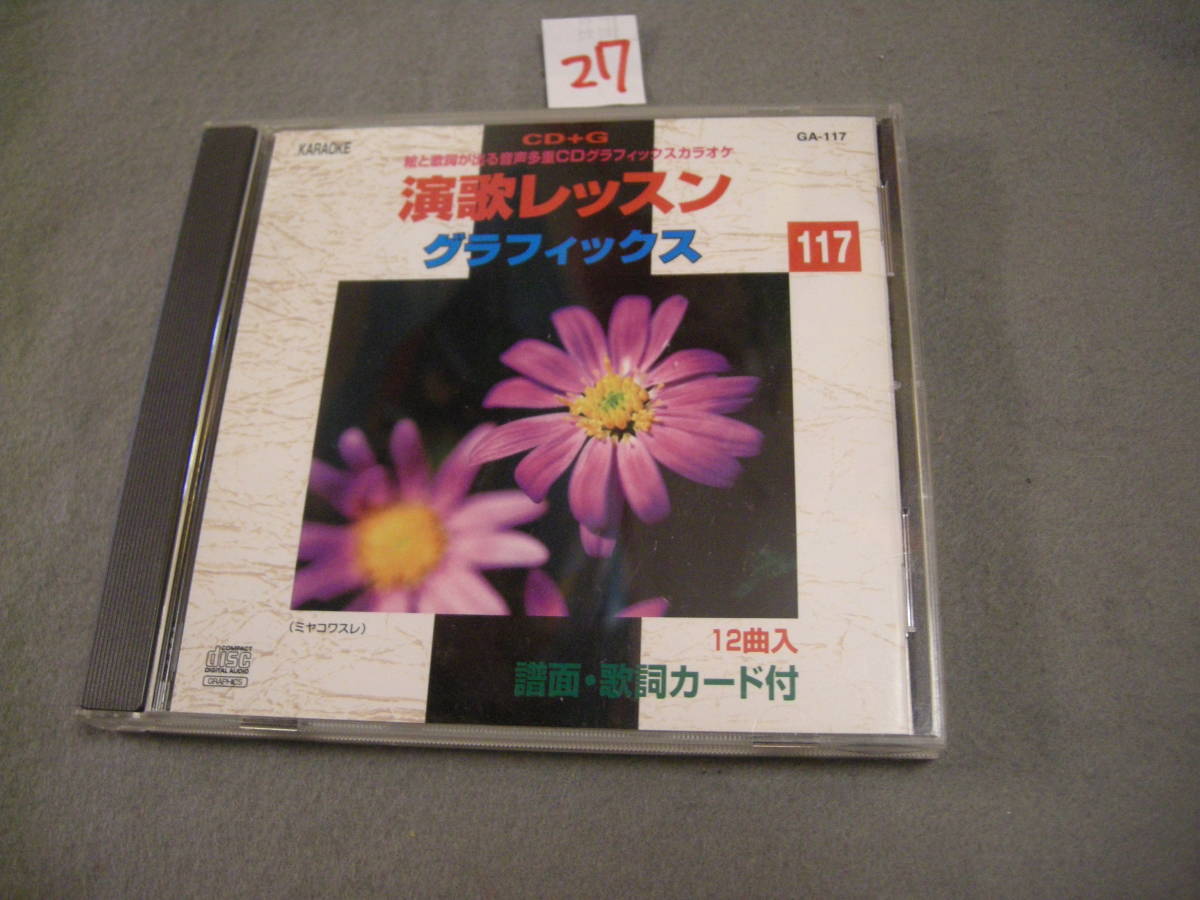 27
KARAOKE
CD+G
GA-117
絵と歌詞が出る音声多重CDグラフィックスカラオケ
演歌レッスン
グラフィックス
117
(ミヤコワスレ)
12曲入
譜面・歌詞カード付
COMPACT
disc
DIGITAL AUDIO
GRAPHICS